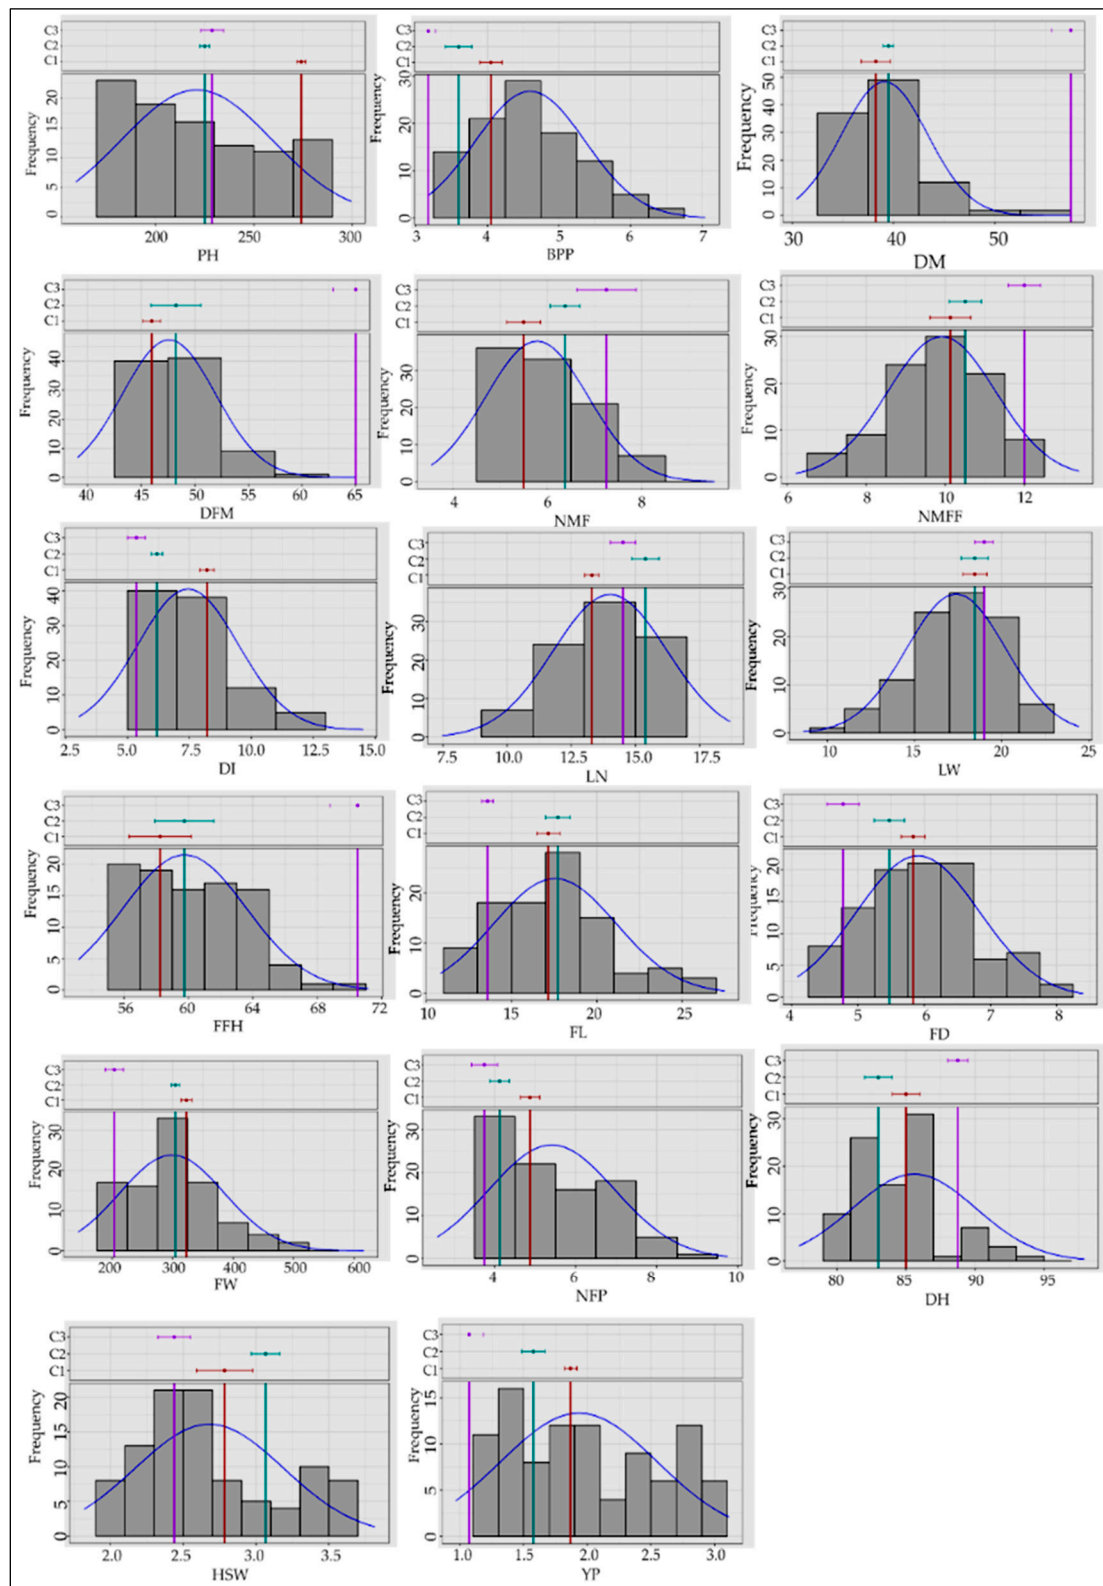 C3
C2
C1
Frequency
20
15
10
5
0
200
250
300
PH
C3
C2
C1
Frequency
30
20
10
0
3
4
5
6
7
BPP
C3
C2
C1
Frequency
50
40
30
20
10
0
30
40
50
DM
C3
C2
C1
Frequency
40
30
20
10
0
40
45
50
55
60
65
DFM
C3
C2
C1
Frequency
30
20
10
0
4
6
8
NMF
C3
C2
C1
Frequency
30
20
10
0
6
8
10
12
NMFF
C3
C2
C1
Frequency
40
30
20
10
0
2.5
5.0
7.5
10.0
12.5
15.0
DI
C3
C2
C1
Frequency
30
20
10
0
7.5
10.0
12.5
15.0
17.5
LN
C3
C2
C1
Frequency
30
20
10
0
10
15
20
25
LW
C3
C2
C1
Frequency
20
15
10
5
0
56
60
64
68
72
FFH
C3
C2
C1
Frequency
20
10
0
10
15
20
25
FL
C3
C2
C1
Frequency
20
15
10
5
0
4
5
6
7
8
FD
C3
C2
C1
Frequency
30
20
10
0
200
300
400
500
600
FW
C3
C2
C1
Frequency
30
20
10
0
4
6
8
10
NFP
C3
C2
C1
Frequency
30
20
10
0
80
85
90
95
DH
C3
C2
C1
Frequency
20
15
10
5
0
2.0
2.5
3.0
3.5
HSW
C3
C2
C1
Frequency
15
10
5
0
1.0
1.5
2.0
2.5
3.0
YP